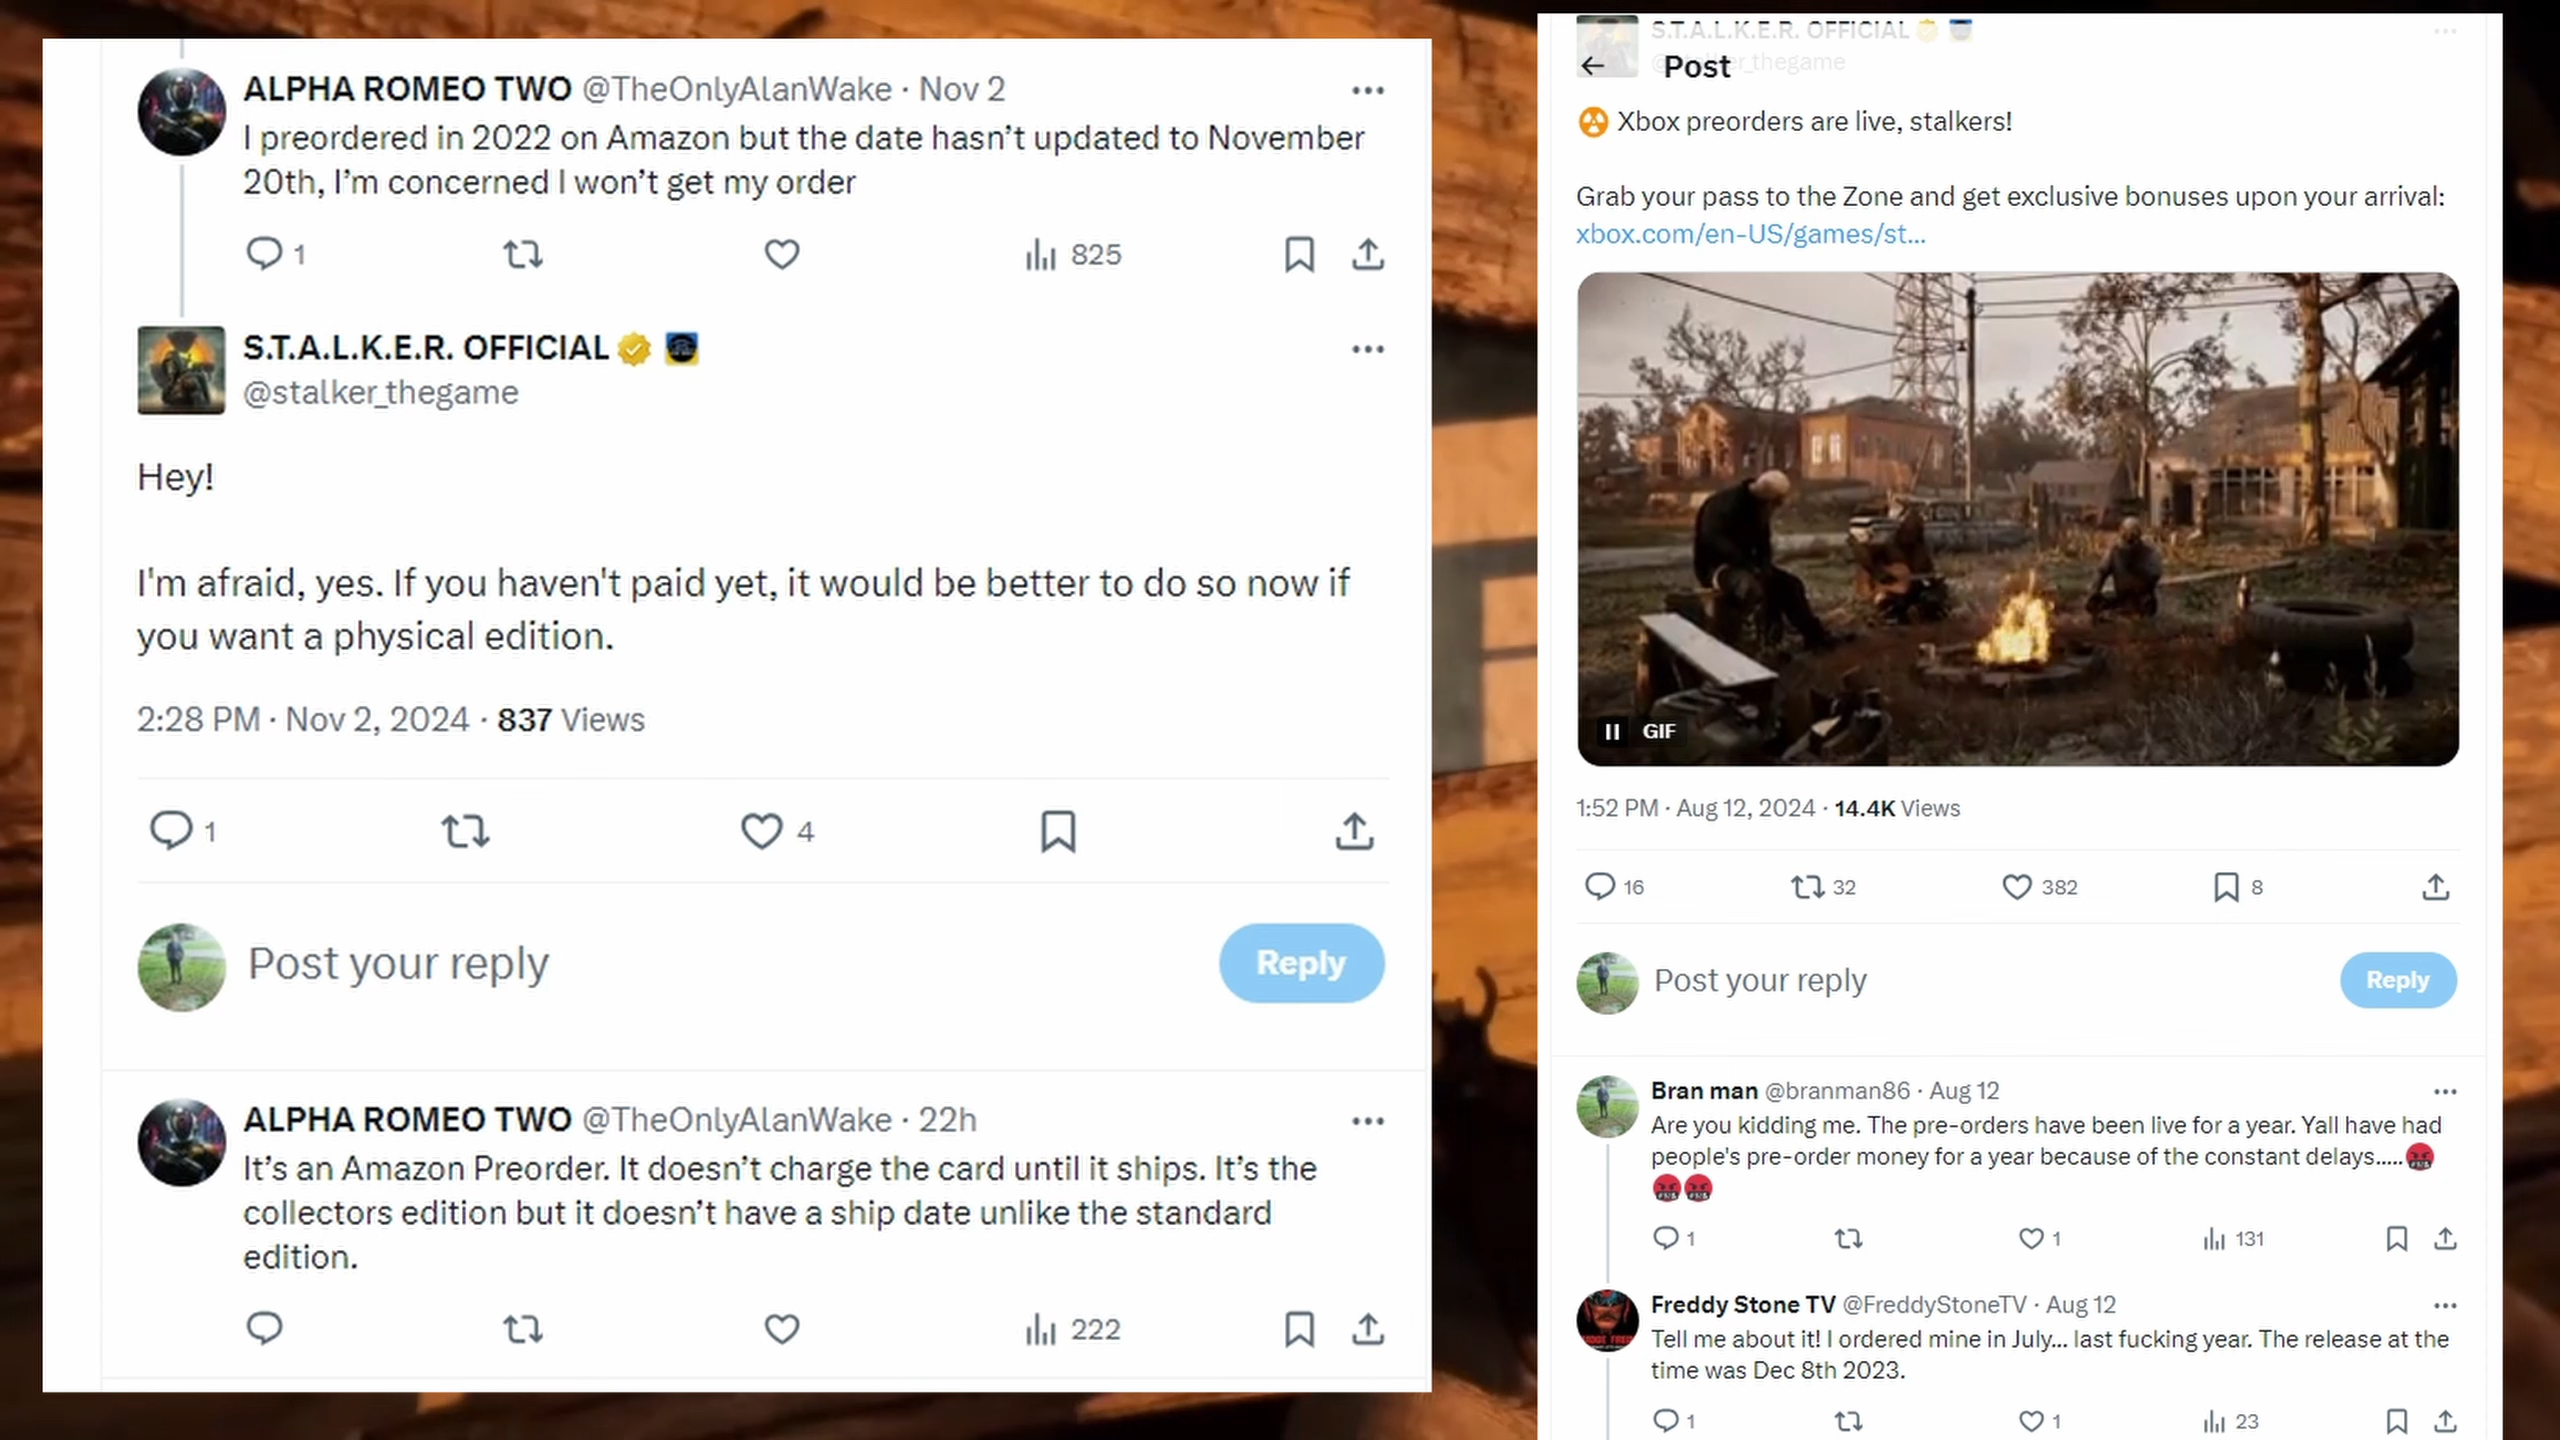 ALPHA ROMEO TWO @TheOnlyAlanWake · Nov 2
I preordered in 2022 on Amazon but the date hasn’t updated to November
20th, I’m concerned I won’t get my order
1 825
S.T.A.L.K.E.R. OFFICIAL
@stalker_thegame
Hey!
I'm afraid, yes. If you haven't paid yet, it would be better to do so now if
you want a physical edition.
2:28 PM · Nov 2, 2024 · 837 Views
1 4
Post your reply
Reply
ALPHA ROMEO TWO @TheOnlyAlanWake · 22h
It’s an Amazon Preorder. It doesn’t charge the card until it ships. It’s the
collectors edition but it doesn’t have a ship date unlike the standard
edition.
222
S.T.A.L.K.E.R. OFFICIAL
@stalker_thegame
Post
Xbox preorders are live, stalkers!
Grab your pass to the Zone and get exclusive bonuses upon your arrival:
xbox.com/en-US/games/st...
GIF
1:52 PM · Aug 12, 2024 · 14.4K Views
16 32 382 8
Post your reply
Reply
Bran man @branman86 · Aug 12
Are you kidding me. The pre-orders have been live for a year. Yall have had
people's pre-order money for a year because of the constant delays.....
1 1 131
Freddy Stone TV @FreddyStoneTV · Aug 12
Tell me about it! I ordered mine in July... last fucking year. The release at the
time was Dec 8th 2023.
1 1 23